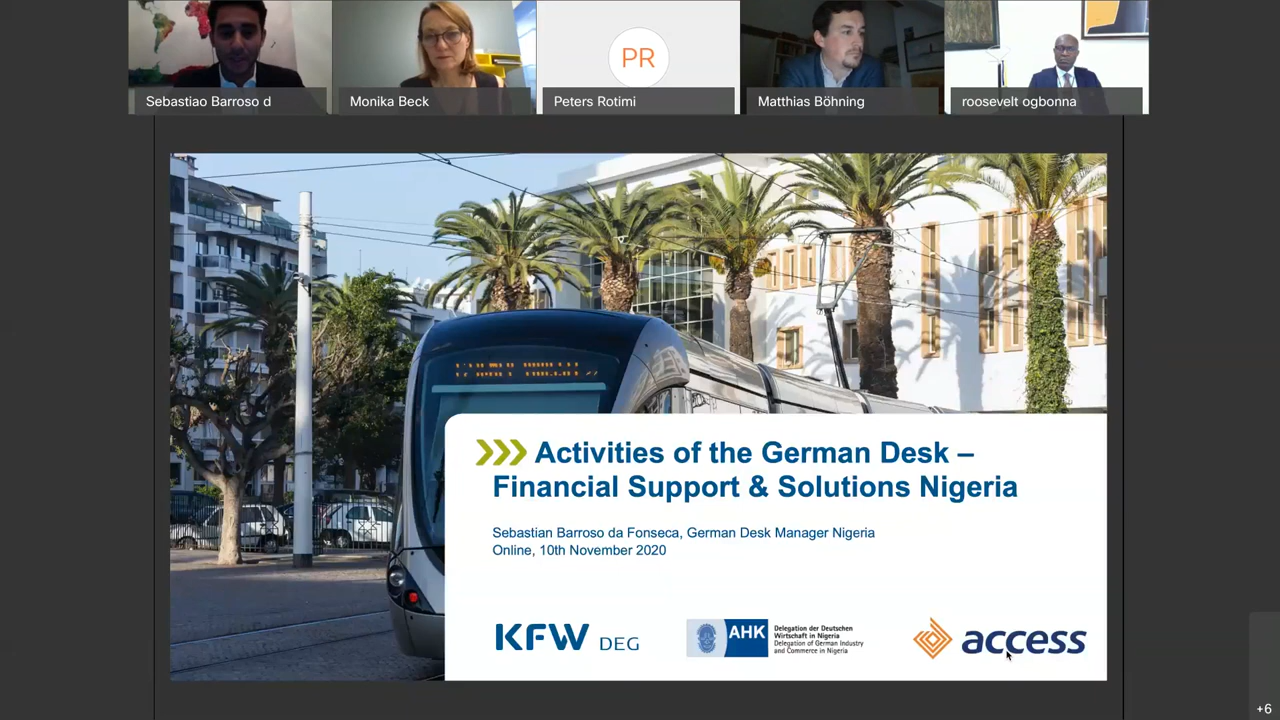 Sebastiao Barroso d
Monika Beck
PR
Peters Rotimi
Matthias Böhning
roosevelt ogbonna
Activities of the German Desk –
Financial Support & Solutions Nigeria
Sebastian Barroso da Fonseca, German Desk Manager Nigeria
Online, 10th November 2020
KFW DEG
AHK
Delegation der Deutschen
Wirtschaft in Nigeria
Delegation of German Industry
and Commerce in Nigeria
access
+6